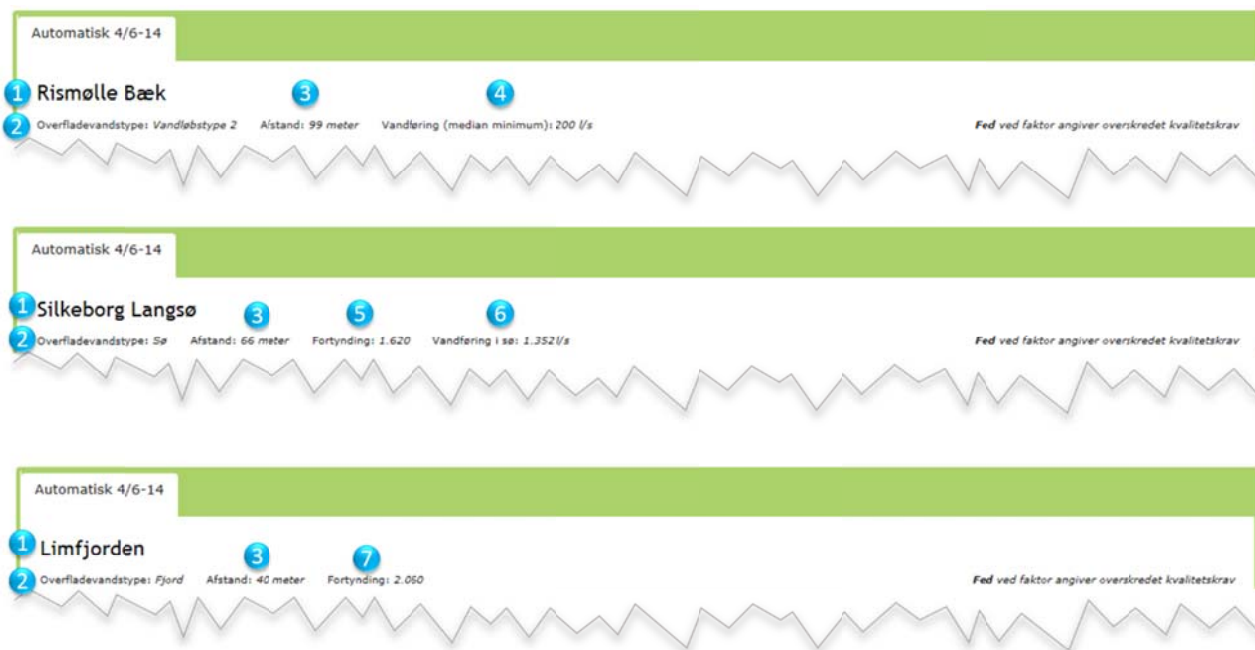 Automatisk 4/6-14
1 Rismølle Bæk 3 4
2 Overfladevandstype: Vandløbstype 2 Afstand: 99 meter Vandføring (median minimum): 200 l/s Fed ved faktor angiver overskredet kvalitetskrav
Automatisk 4/6-14
1 Silkeborg Langsø 3 5 6
2 Overfladevandstype: Sø Afstand: 66 meter Fortynding: 1.620 Vandføring i sø: 1.352 l/s Fed ved faktor angiver overskredet kvalitetskrav
Automatisk 4/6-14
1 Limfjorden 3 7
2 Overfladevandstype: Fjord Afstand: 40 meter Fortynding: 2.060 Fed ved faktor angiver overskredet kvalitetskrav